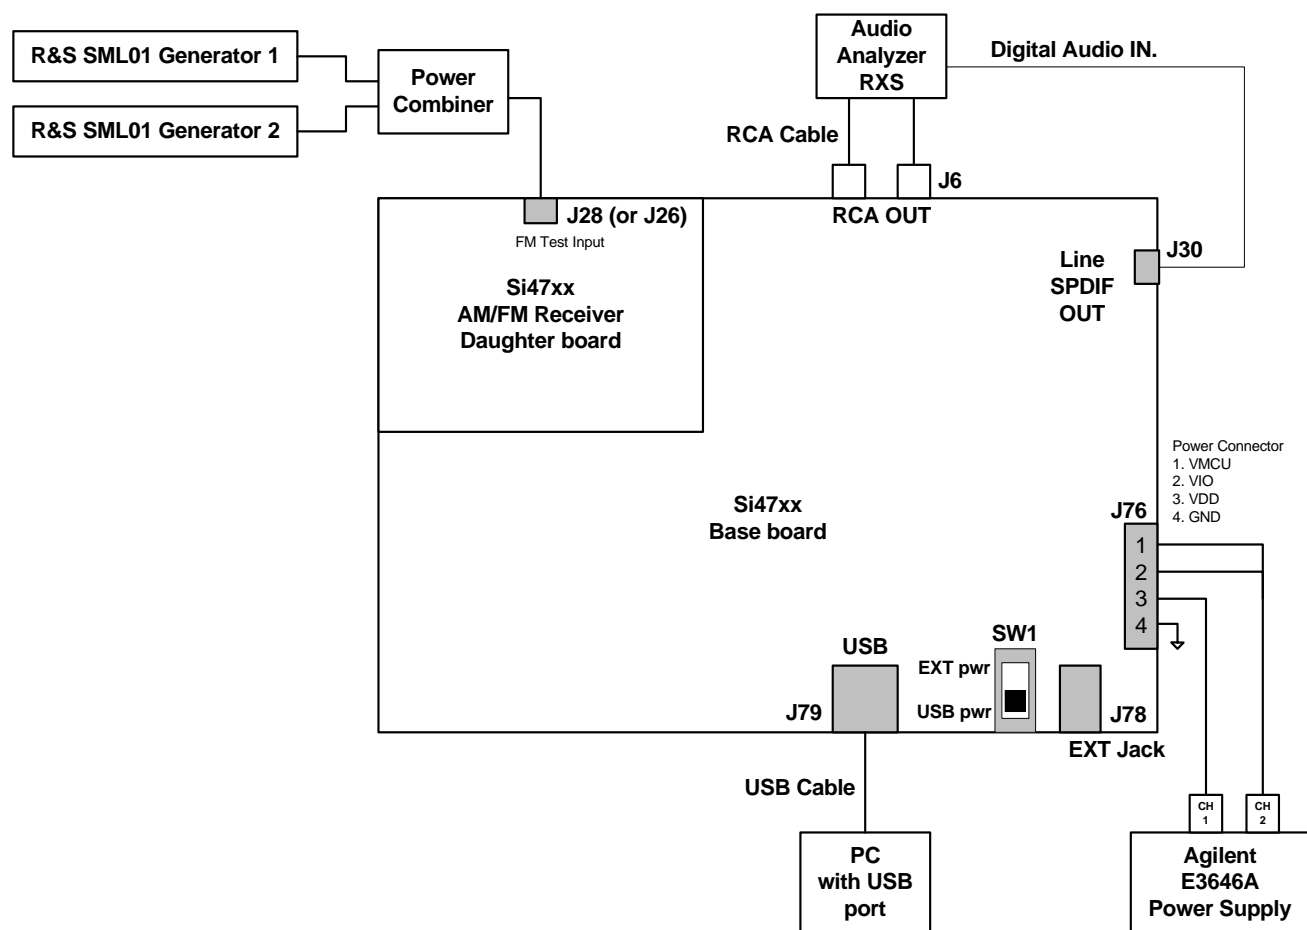 R&S SML01 Generator 1
R&S SML01 Generator 2
Power
Combiner
Audio
Analyzer
RXS
Digital Audio IN.
RCA Cable
J6
RCA OUT
J28 (or J26)
FM Test Input
Si47xx
AM/FM Receiver
Daughter board
J30
Line
SPDIF
OUT
Power Connector
1. VMCU
2. VIO
3. VDD
4. GND
Si47xx
Base board
J76
1
2
3
4
USB
SW1
EXT pwr
USB pwr
J79
J78
EXT Jack
USB Cable
CH
1
CH
2
PC
with USB
port
Agilent
E3646A
Power Supply